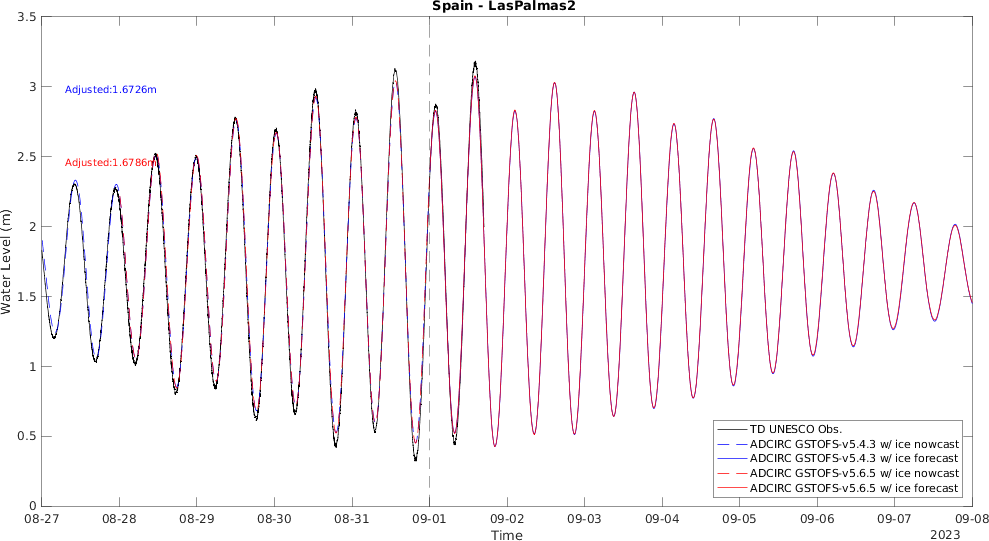 Spain - LasPalmas2
3.5
3
2.5
2
1.5
1
0.5
0
Water Level (m)
Adjusted:1.6726m
Adjusted:1.6786m
TD UNESCO Obs.
ADCIRC GSTOFS-v5.4.3 w/ ice nowcast
ADCIRC GSTOFS-v5.4.3 w/ ice forecast
ADCIRC GSTOFS-v5.6.5 w/ ice nowcast
ADCIRC GSTOFS-v5.6.5 w/ ice forecast
08-27 08-28 08-29 08-30 08-31 09-01 09-02 09-03 09-04 09-05 09-06 09-07 09-08
Time
2023